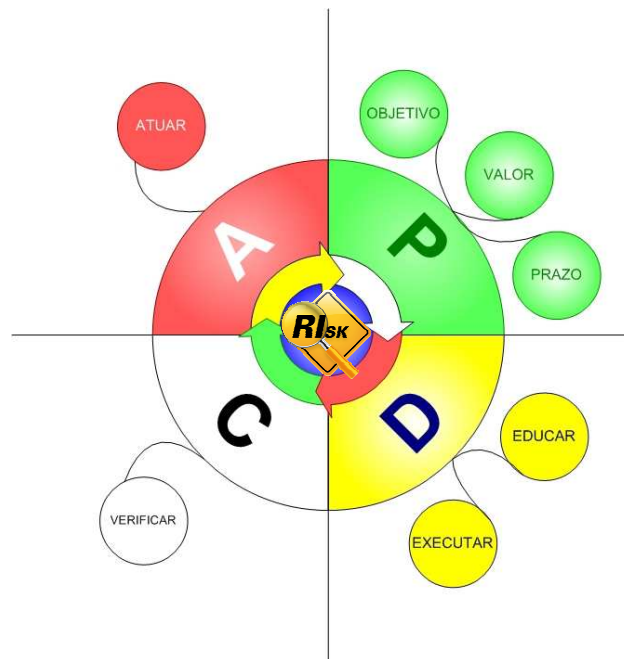 ATUAR
OBJETIVO
VALOR
PRAZO
A
P
RISK
C
D
EDUCAR
EXECUTAR
VERIFICAR